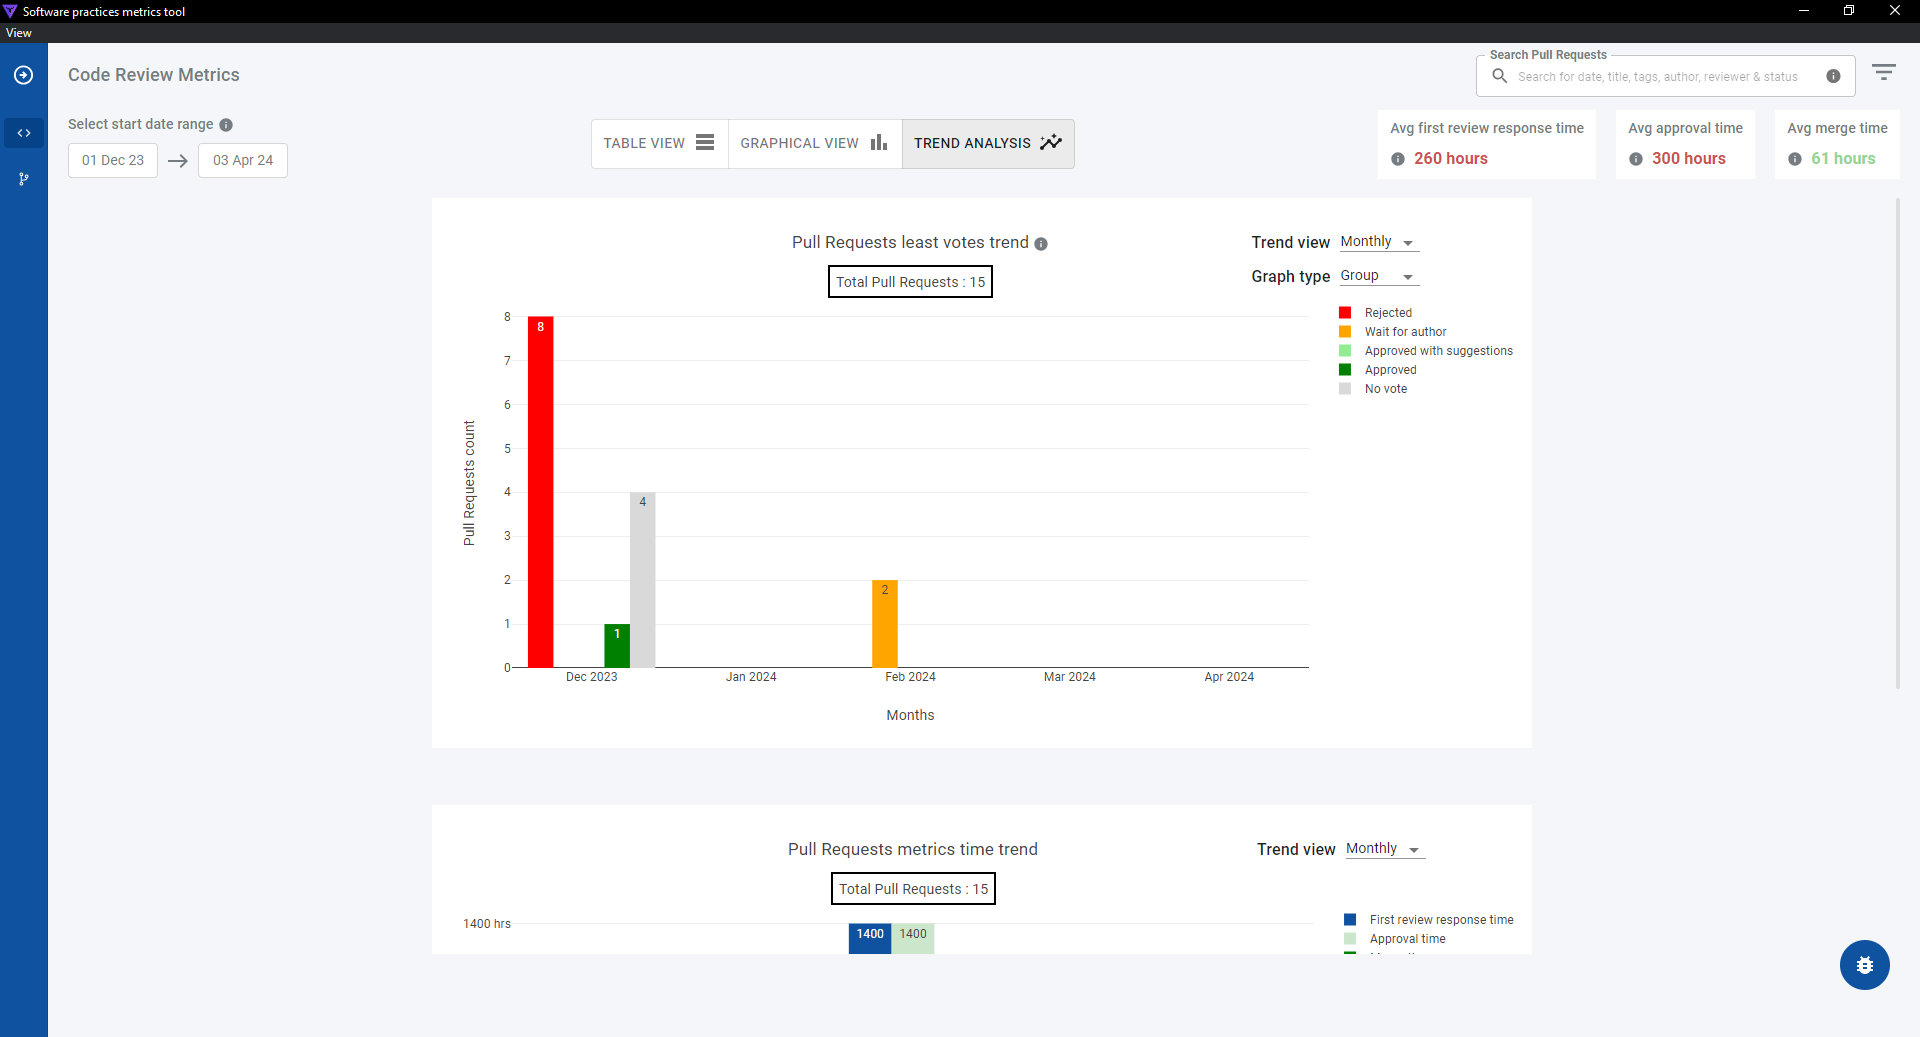 Software practices metrics tool
View
Code Review Metrics
Search Pull Requests
Search for date, title, tags, author, reviewer & status
Select start date range
01 Dec 23
03 Apr 24
TABLE VIEW
GRAPHICAL VIEW
TREND ANALYSIS
Avg first review response time
260 hours
Avg approval time
300 hours
Avg merge time
61 hours
Pull Requests least votes trend
Total Pull Requests : 15
Trend view Monthly
Graph type Group
Rejected
Wait for author
Approved with suggestions
Approved
No vote
Pull Requests count
8
7
6
5
4
3
2
1
0
8
1
4
2
Dec 2023
Jan 2024
Feb 2024
Mar 2024
Apr 2024
Months
Pull Requests metrics time trend
Total Pull Requests : 15
Trend view Monthly
1400 hrs
1400
1400
First review response time
Approval time